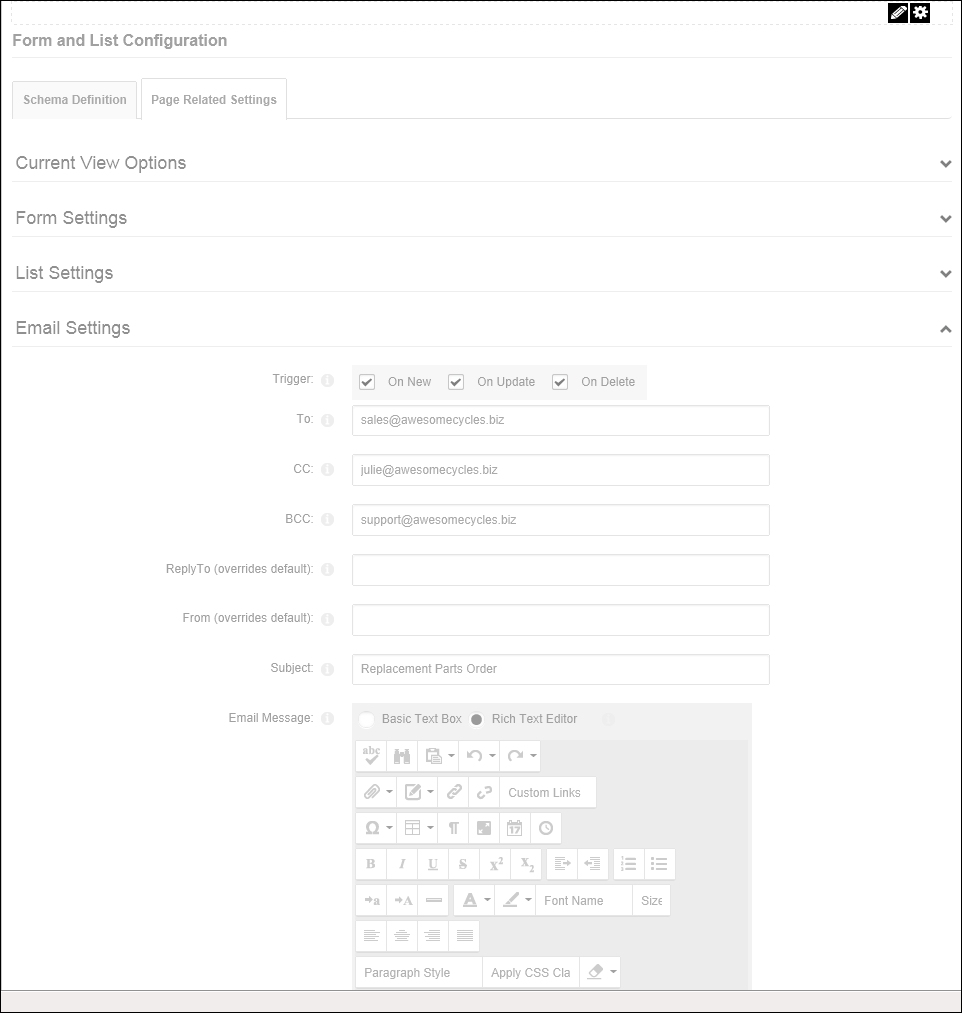 Form and List Configuration
Schema Definition Page Related Settings
Current View Options
Form Settings
List Settings
Email Settings
Trigger: On New On Update On Delete
To: sales@awesomecycles.biz
CC: julie@awesomecycles.biz
BCC: support@awesomecycles.biz
ReplyTo (overrides default):
From (overrides default):
Subject: Replacement Parts Order
Email Message: Basic Text Box Rich Text Editor
abc
Custom Links
Ω ¶ 17
B I U S x² X₂
a A A Font Name Size
Paragraph Style Apply CSS Cla